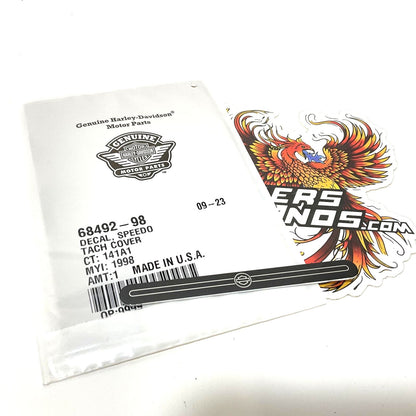 Genuine Harley-Davidson®
Motor Parts
GENUINE
MOTOR PARTS
09-23
68492-98
DECAL, SPEEDO
TACH COVER
CT: 141A1
MYI: 1998
AMT:1 MADE IN U.S.A.
ERS
NOS.COM